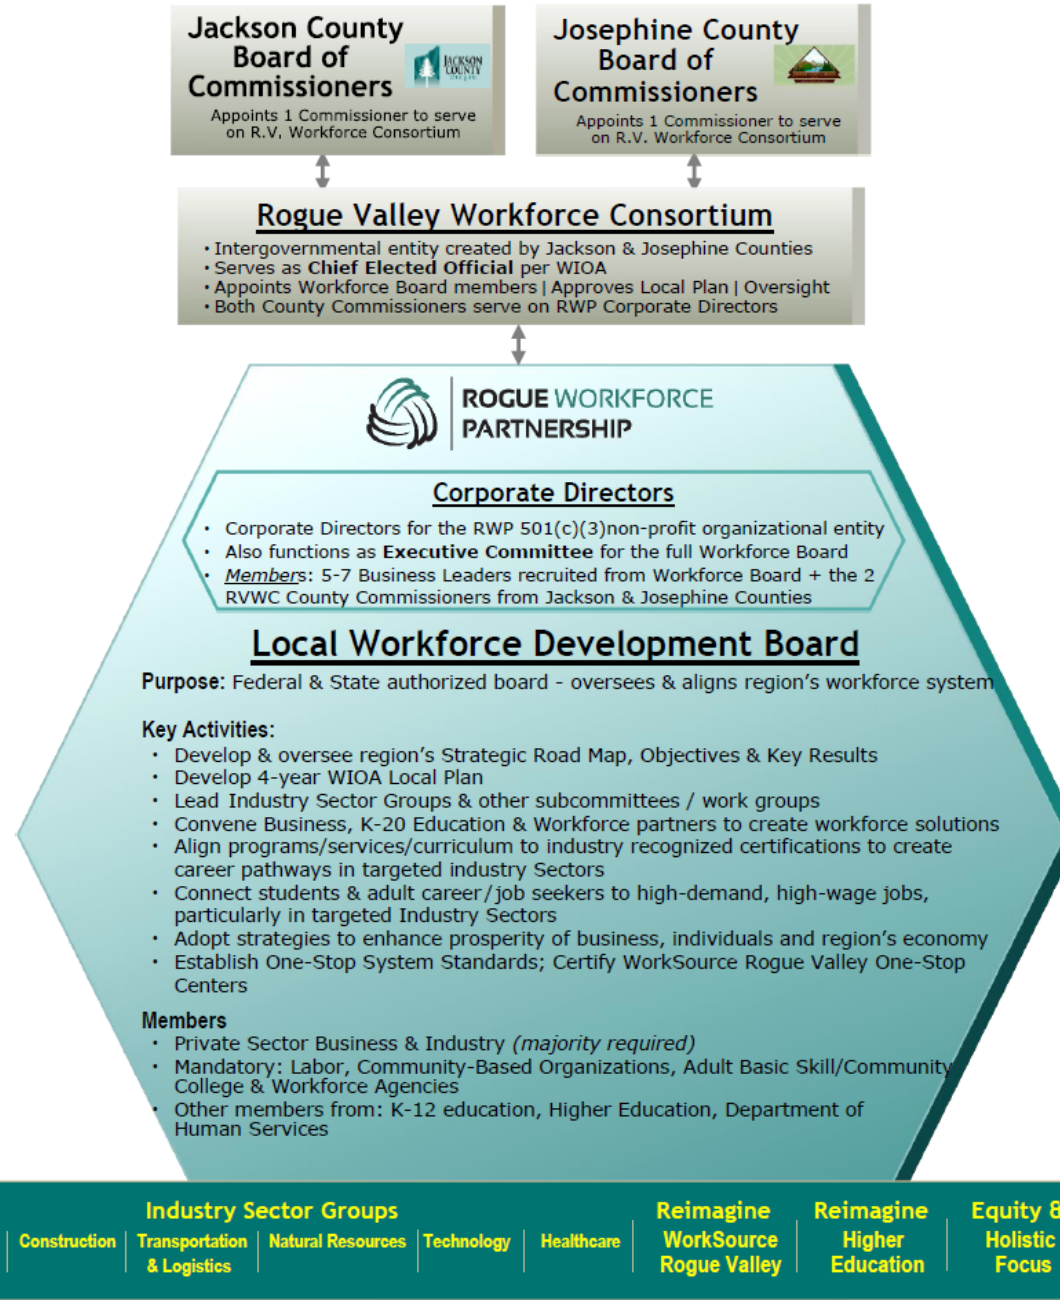 Jackson County
Board of
Commissioners
JACKSON
COUNTY
Oregon
Appoints 1 Commissioner to serve
on R.V, Workforce Consortium
Josephine County
Board of
Commissioners
Appoints 1 Commissioner to serve
on R.V. Workforce Consortium
Rogue Valley Workforce Consortium
• Intergovernmental entity created by Jackson & Josephine Counties
• Serves as Chief Elected Official per WIOA
• Appoints Workforce Board members | Approves Local Plan | Oversight
• Both County Commissioners serve on RWP Corporate Directors
ROGUE WORKFORCE
PARTNERSHIP
Corporate Directors
• Corporate Directors for the RWP 501(c)(3)non-profit organizational entity
• Also functions as Executive Committee for the full Workforce Board
• Members: 5-7 Business Leaders recruited from Workforce Board + the 2
RVWC County Commissioners from Jackson & Josephine Counties
Local Workforce Development Board
Purpose: Federal & State authorized board - oversees & aligns region's workforce system
Key Activities:
• Develop & oversee region's Strategic Road Map, Objectives & Key Results
• Develop 4-year WIOA Local Plan
• Lead Industry Sector Groups & other subcommittees / work groups
• Convene Business, K-20 Education & Workforce partners to create workforce solutions
• Align programs/services/curriculum to industry recognized certifications to create
career pathways in targeted industry Sectors
• Connect students & adult career/job seekers to high-demand, high-wage jobs,
particularly in targeted Industry Sectors
• Adopt strategies to enhance prosperity of business, individuals and region's economy
• Establish One-Stop System Standards; Certify WorkSource Rogue Valley One-Stop
Centers
Members
• Private Sector Business & Industry (majority required)
• Mandatory: Labor, Community-Based Organizations, Adult Basic Skill/Community
College & Workforce Agencies
• Other members from: K-12 education, Higher Education, Department of
Human Services
Industry Sector Groups
Construction
Transportation
& Logistics
Natural Resources
Technology
Healthcare
Reimagine
WorkSource
Rogue Valley
Reimagine
Higher
Education
Equity &
Holistic
Focus